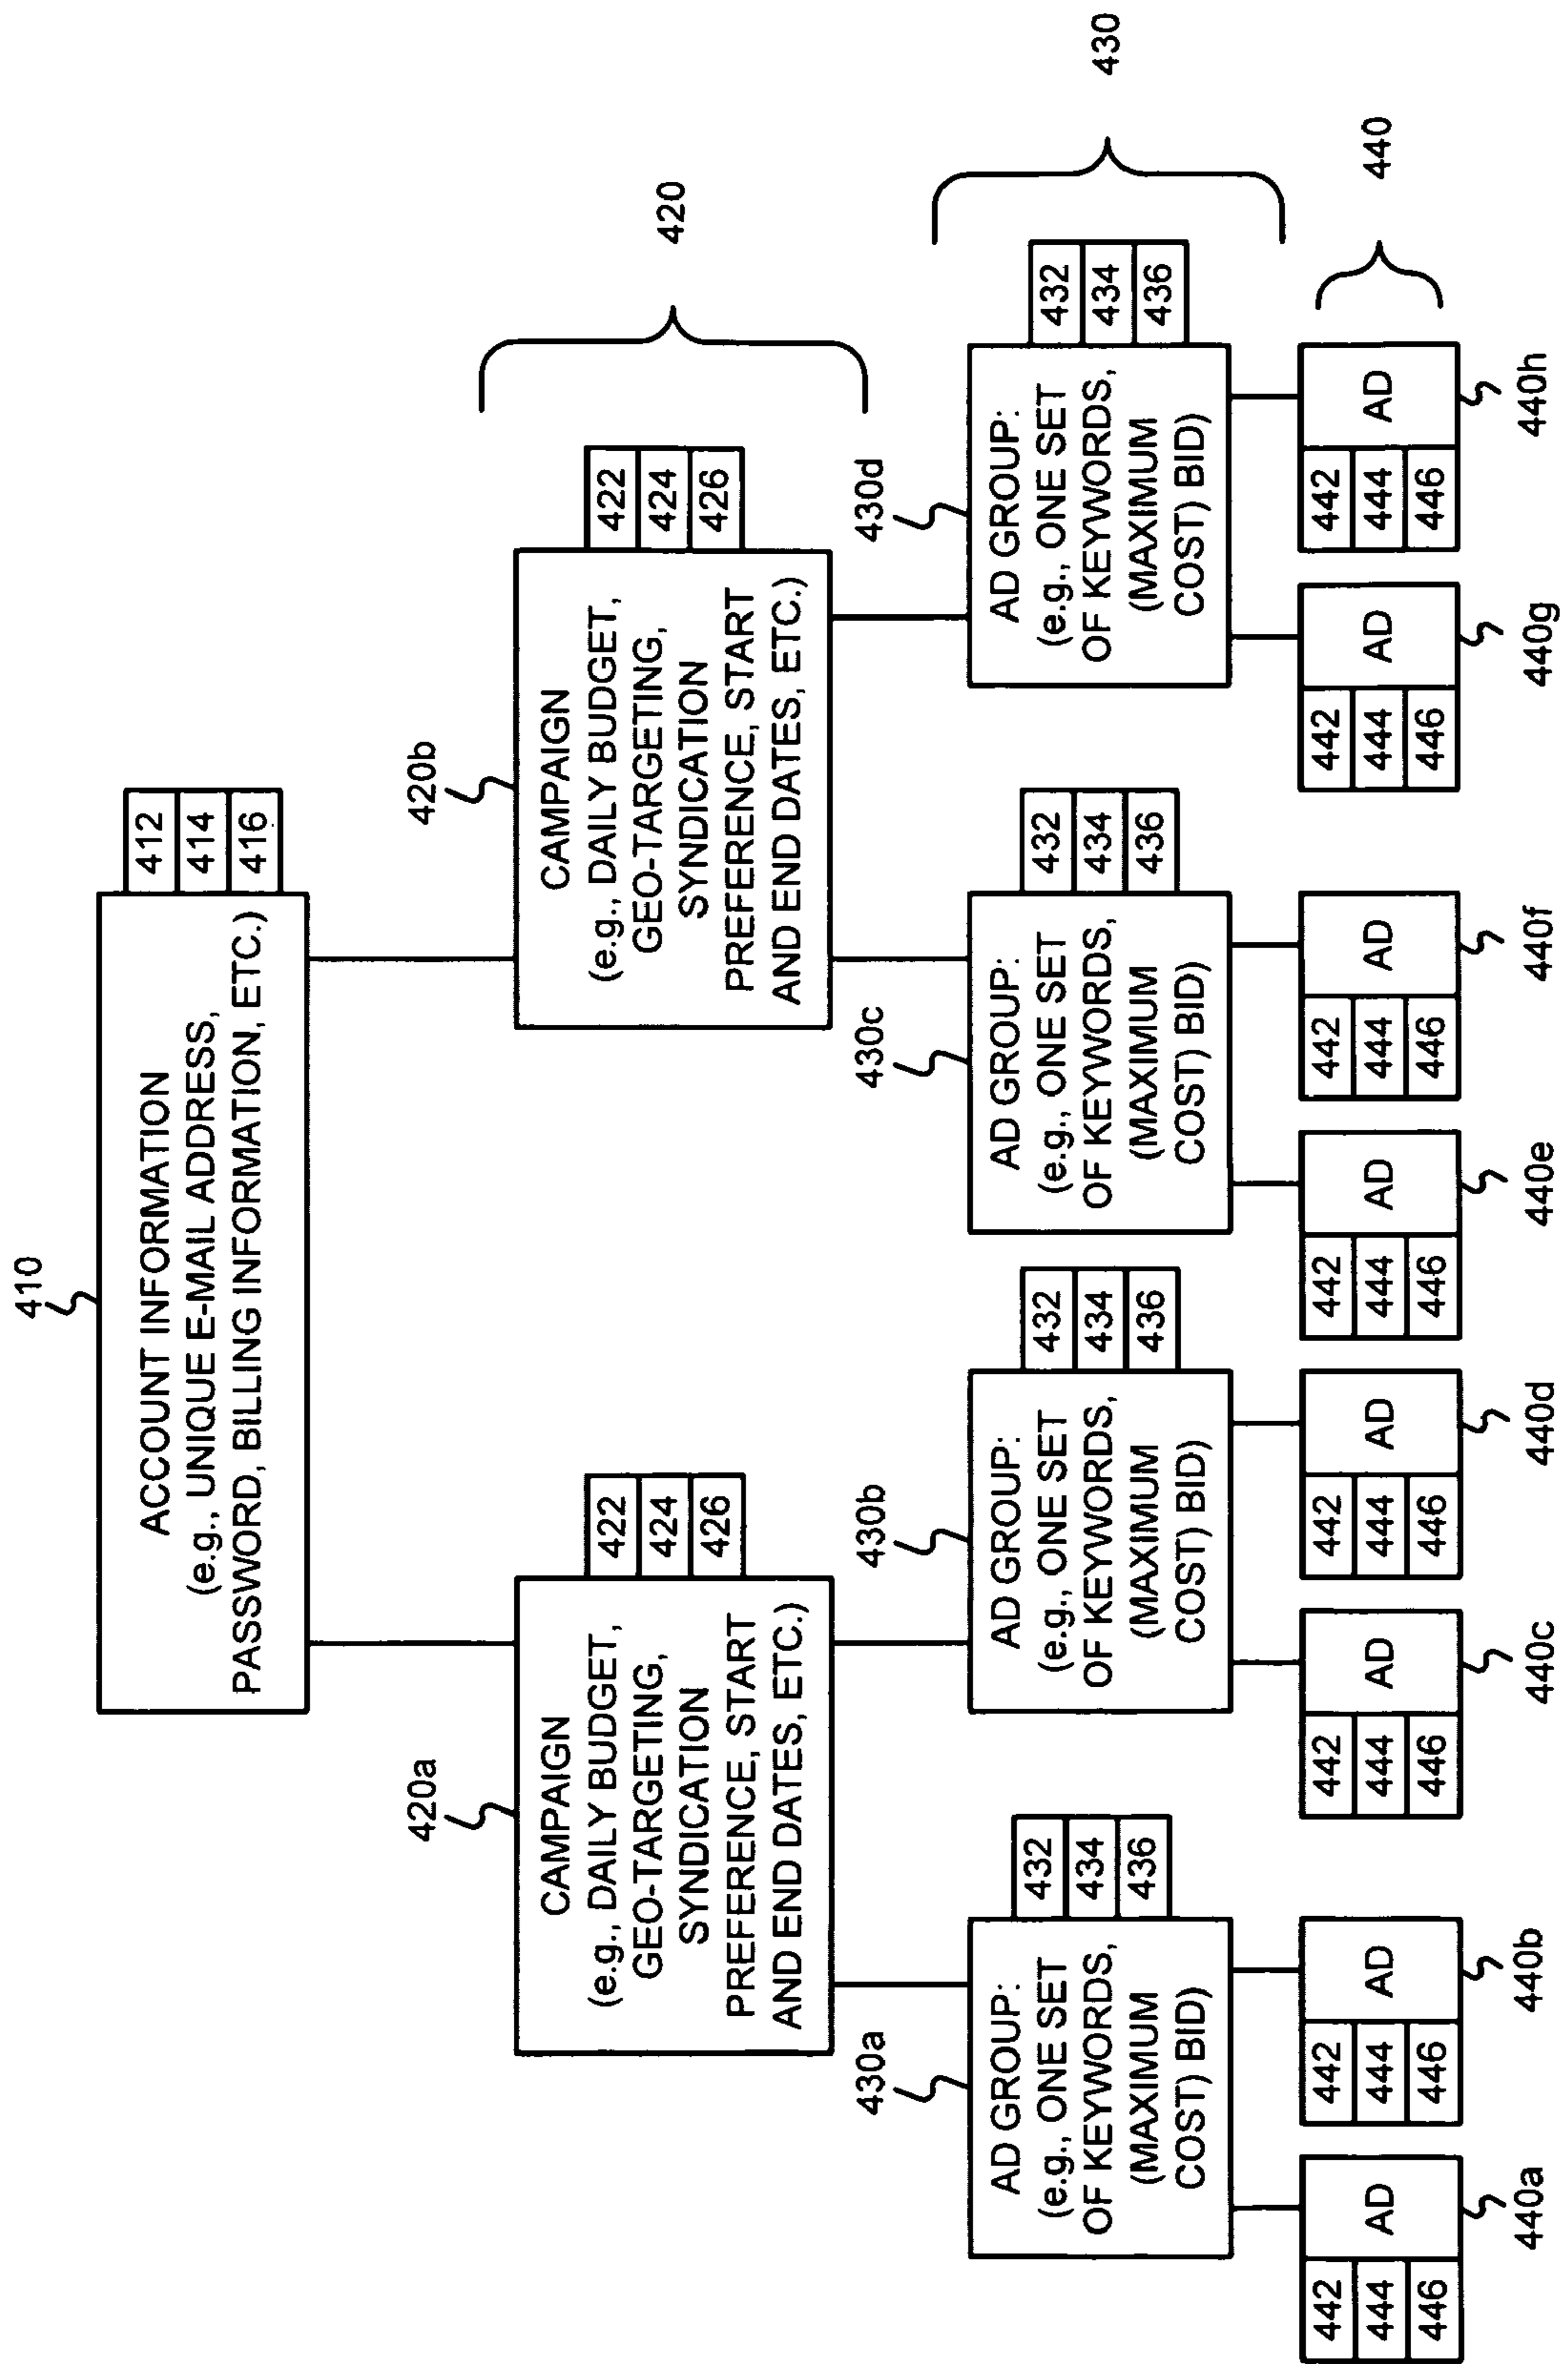 410
ACCOUNT INFORMATION
(e.g., UNIQUE E-MAIL ADDRESS,
PASSWORD, BILLING INFORMATION, ETC.)
412
414
416
420a
CAMPAIGN
(e.g., DAILY BUDGET,
GEO-TARGETING,
SYNDICATION
PREFERENCE, START
AND END DATES, ETC.)
422
424
426
420b
CAMPAIGN
(e.g., DAILY BUDGET,
GEO-TARGETING,
SYNDICATION
PREFERENCE, START
AND END DATES, ETC.)
422
424
426
420
430a
AD GROUP:
(e.g., ONE SET
OF KEYWORDS,
(MAXIMUM
COST) BID)
432
434
436
430b
AD GROUP:
(e.g., ONE SET
OF KEYWORDS,
(MAXIMUM
COST) BID)
432
434
436
430c
AD GROUP:
(e.g., ONE SET
OF KEYWORDS,
(MAXIMUM
COST) BID)
432
434
436
430d
AD GROUP:
(e.g., ONE SET
OF KEYWORDS,
(MAXIMUM
COST) BID)
432
434
436
430
442
444
446
AD
440a
442
444
446
AD
440b
442
444
446
AD
440c
442
444
446
AD
440d
442
444
446
AD
440e
442
444
446
AD
440f
442
444
446
AD
440g
442
444
446
AD
440h
440